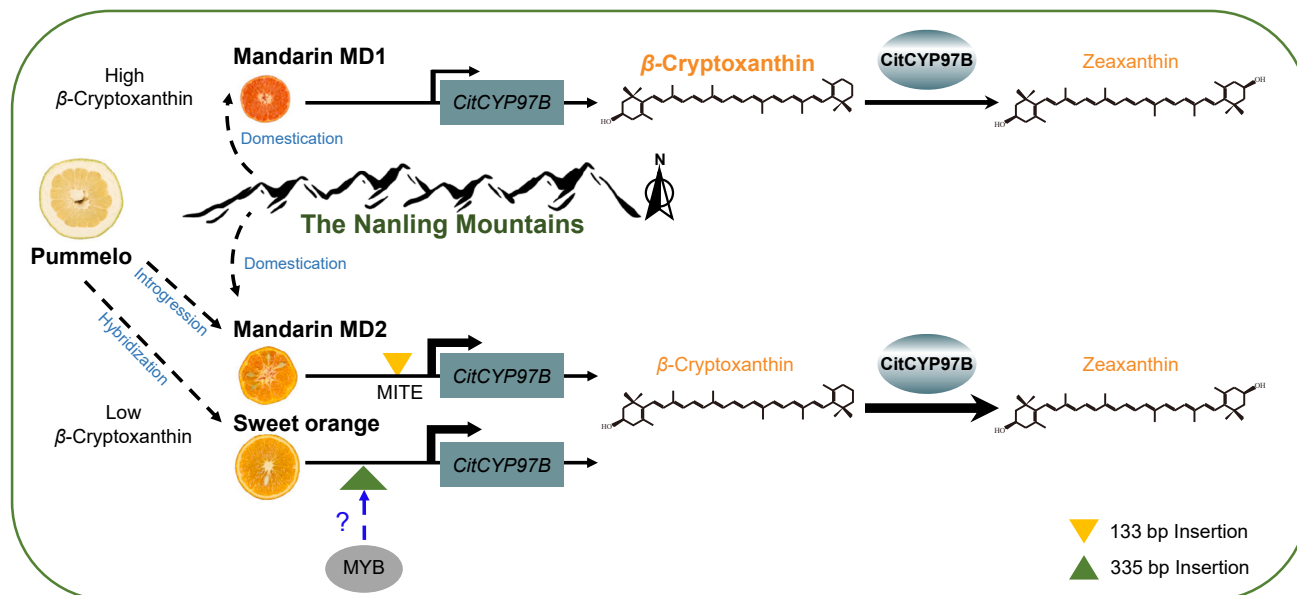 High
β-Cryptoxanthin
Mandarin MD1
CitCYP97B
β-Cryptoxanthin
HO
CitCYP97B
Zeaxanthin
OH
HO
Domestication
N
The Nanling Mountains
Pummelo
Domestication
Introgression
Hybridization
Mandarin MD2
MITE
CitCYP97B
β-Cryptoxanthin
HO
CitCYP97B
Zeaxanthin
OH
HO
Low
β-Cryptoxanthin
Sweet orange
CitCYP97B
?
MYB
133 bp Insertion
335 bp Insertion